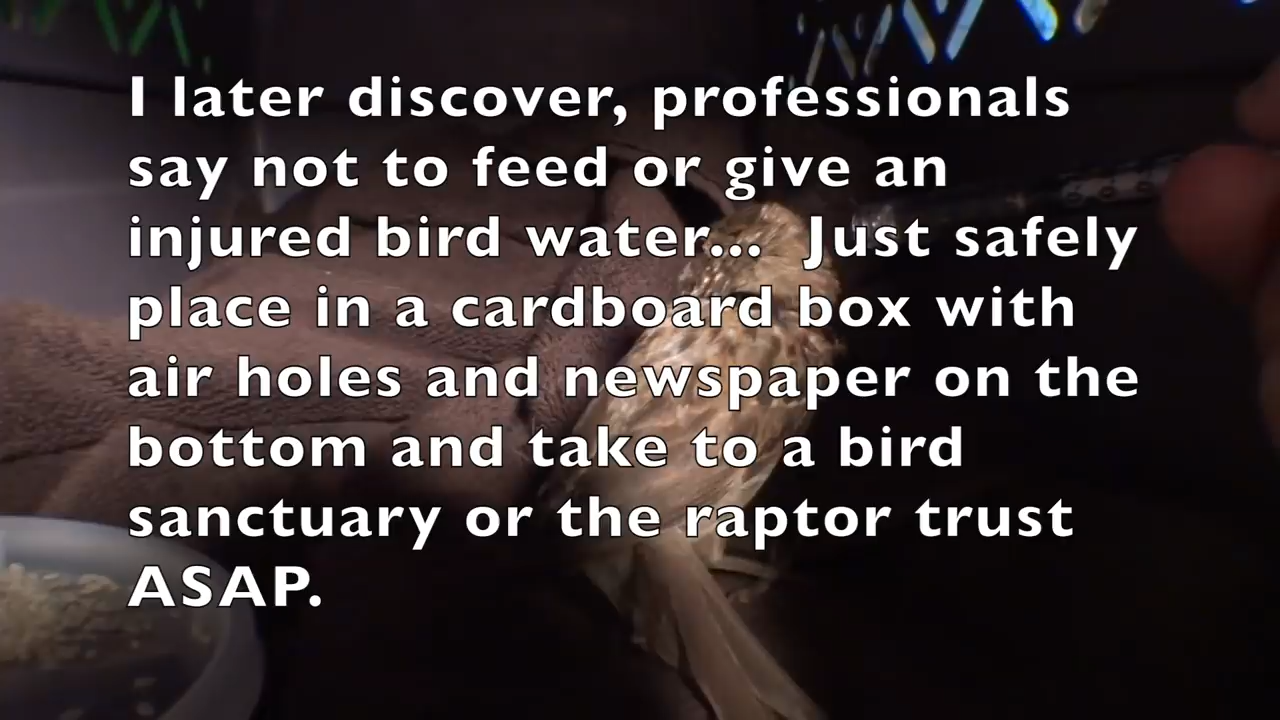 I later discover, professionals
say not to feed or give an
injured bird water...  Just safely
place in a cardboard box with
air holes and newspaper on the
bottom and take to a bird
sanctuary or the raptor trust
ASAP.